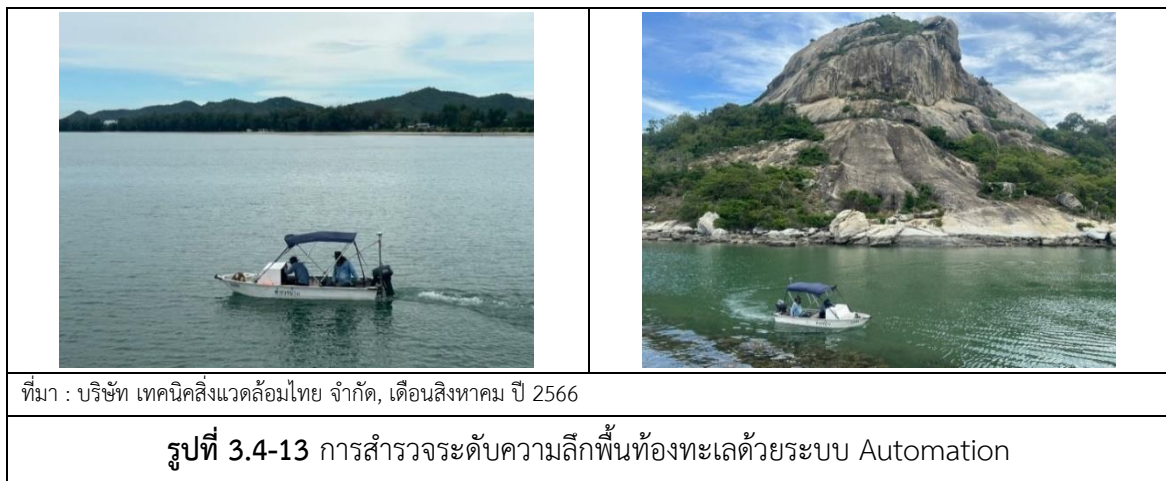 ที่มา : บริษัท เทคนิคสิ่งแวดล้อมไทย จำกัด, เดือนสิงหาคม ปี 2566
รูปที่ 3.4-13 การสำรวจระดับความลึกพื้นท้องทะเลด้วยระบบ Automation